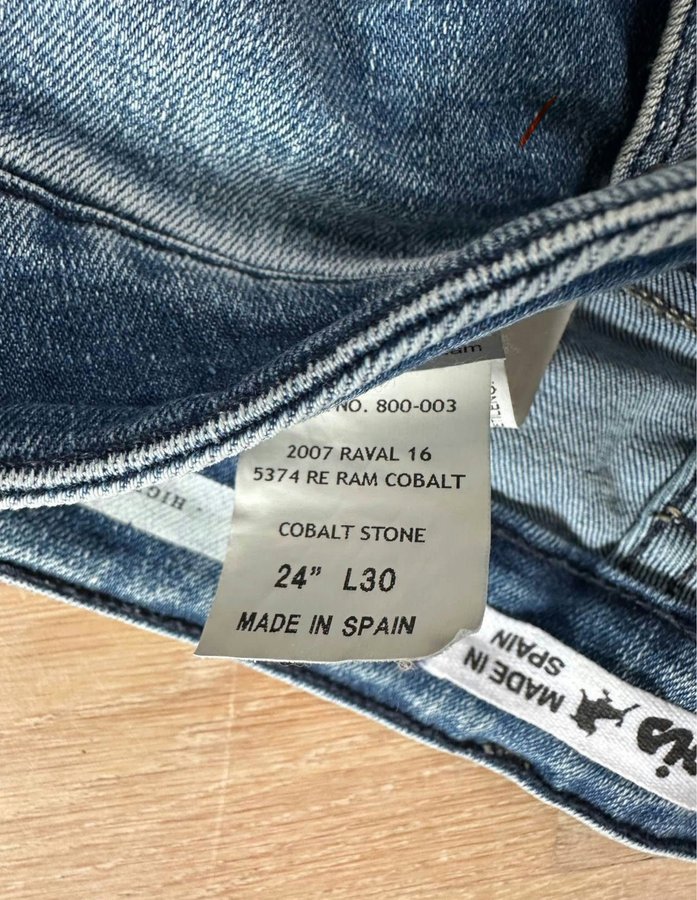 NO. 800-003
2007 RAVAL 16
5374 RE RAM COBALT
COBALT STONE
24” L30
MADE IN SPAIN
MADE IN
SPAIN